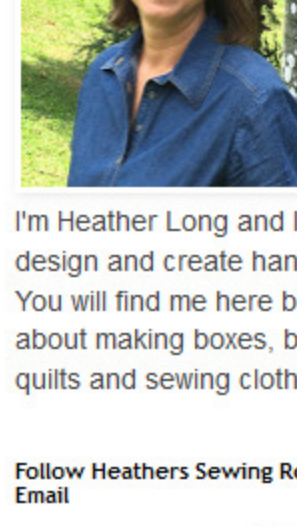 I'm Heather Long and I
design and create han
You will find me here b
about making boxes, b
quilts and sewing cloth
Follow Heathers Sewing Ro
Email